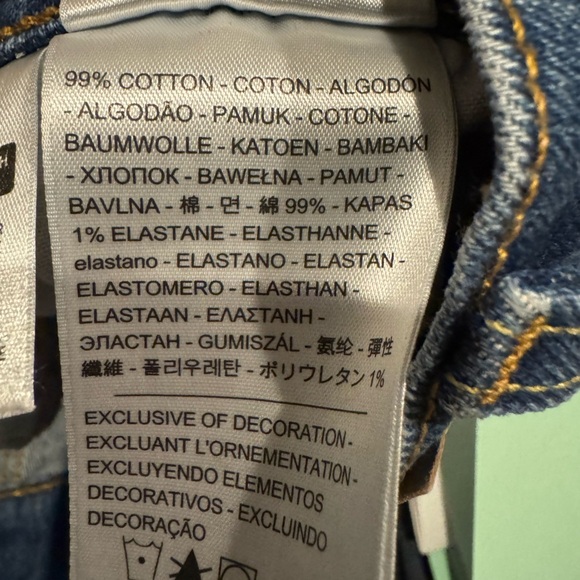 99% COTTON - COTON - ALGODÓN
- ALGODÃO - PAMUK - COTONE -
BAUMWOLLE - KATOEN - BAMBAKI
- ХЛОПОК - BAWEŁNA - PAMUT -
BAVLNA - 棉 - 면 - 綿 99% - KAPAS
1% ELASTANE - ELASTHANNE -
elastano - ELASTANO - ELASTAN -
ELASTOMERO - ELASTHAN -
ELASTAAN - ΕΛΑΣΤΑΝΗ -
ЭЛАСТАН - GUMISZÁL - 氨纶 - 彈性
纖維 - 폴리우레탄 - ポリウレタン 1%
EXCLUSIVE OF DECORATION -
EXCLUANT L'ORNEMENTATION -
EXCLUYENDO ELEMENTOS
DECORATIVOS - EXCLUINDO
DECORAÇÃO